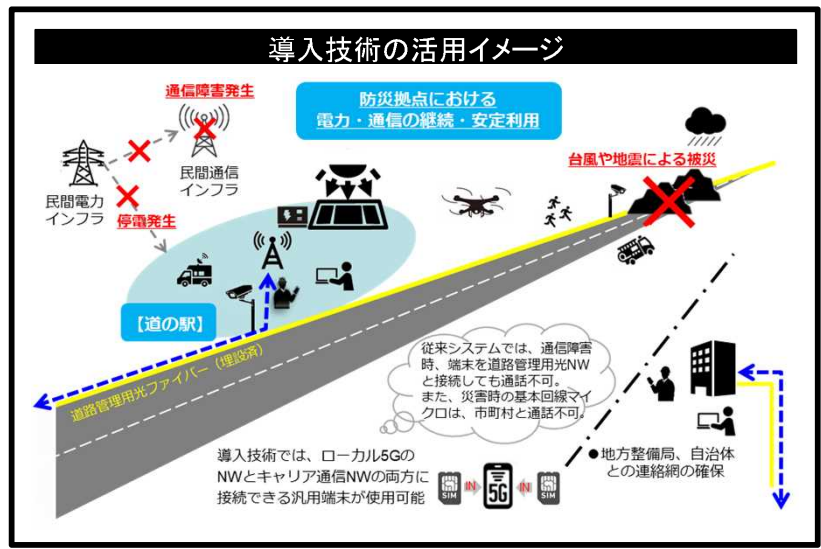 導入技術の活用イメージ
通信障害発生
防災拠点における
電力・通信の継続・安定利用
民間通信
インフラ
民間電力
インフラ
停電発生
台風や地震による被災
【道の駅】
道路管理用光ファイバー（埋設済）
従来システムでは、通信障害
時、端末を道路管理用光NW
と接続しても通話不可。
また、災害時の基本回線マイ
クロは、市町村と通話不可。
導入技術では、ローカル5Gの
NWとキャリア通信NWの両方に
接続できる汎用端末が使用可能
SIM
IN
5G
IN
SIM
●地方整備局、自治体
との連絡網の確保